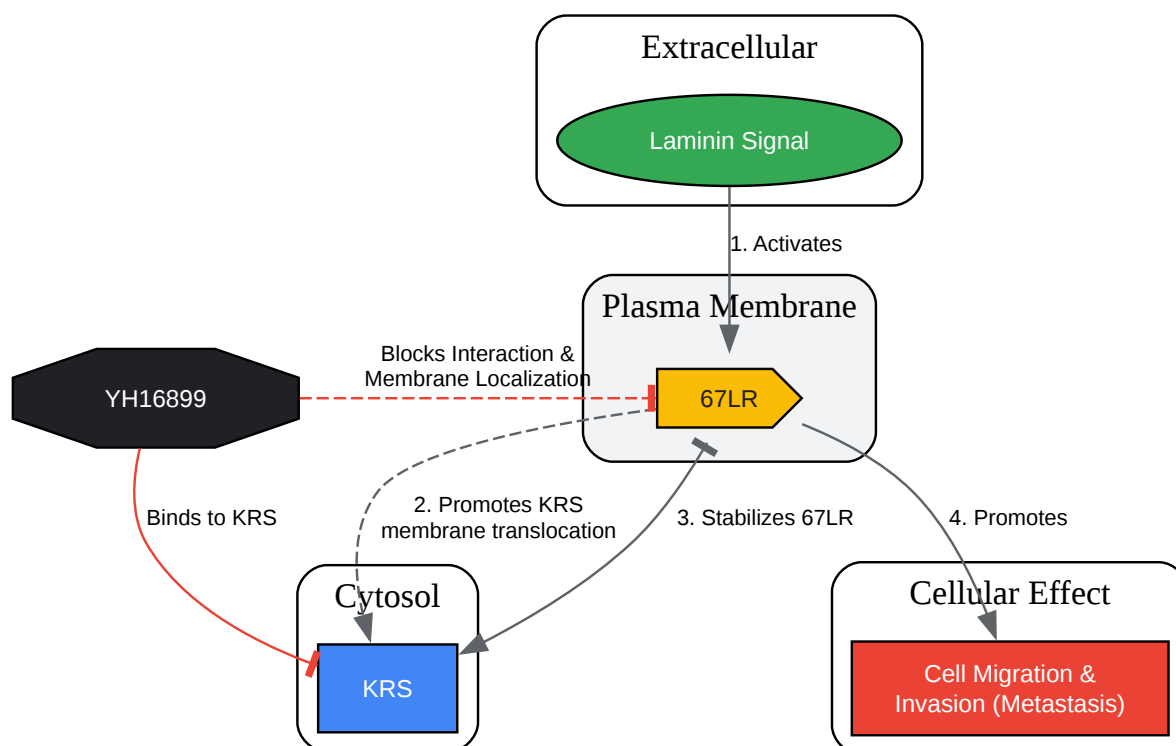 Extracellular
Laminin Signal
1. Activates
Plasma Membrane
Blocks Interaction &
Membrane Localization
YH16899
67LR
2. Promotes KRS
membrane translocation
Binds to KRS
3. Stabilizes 67LR
4. Promotes
Cytosol
KRS
Cellular Effect
Cell Migration &
Invasion (Metastasis)